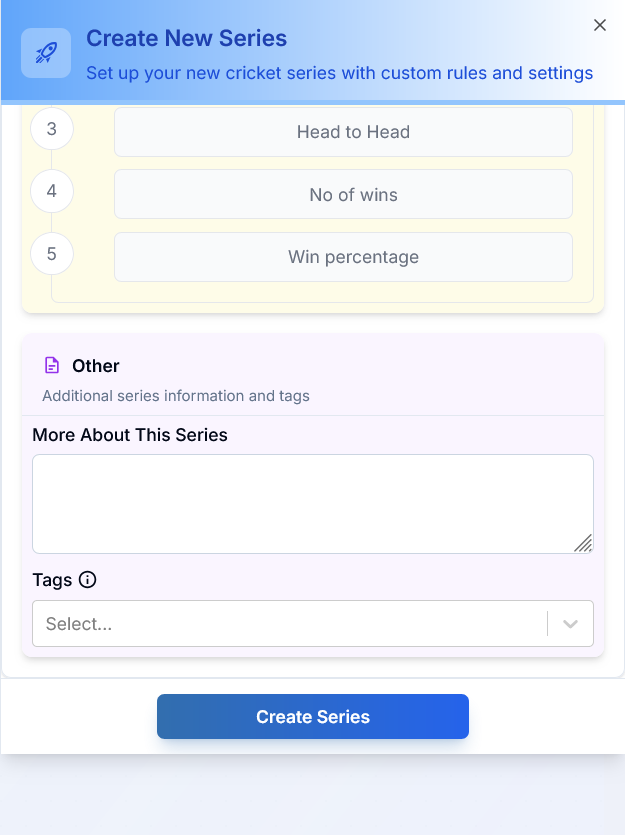 Create New Series
Set up your new cricket series with custom rules and settings
3
Head to Head
4
No of wins
5
Win percentage
Other
Additional series information and tags
More About This Series
Tags
Select...
Create Series